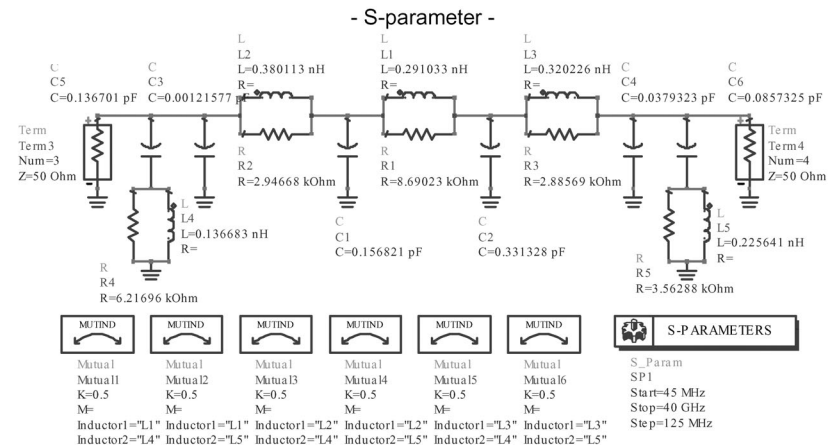 - S-parameter -
C
C5
C=0.136701 pF
C
C3
C=0.00121577 pF
L
L2
L=0.380113 nH
R=
L
L1
L=0.291033 nH
R=
L
L3
L=0.320226 nH
R=
C
C4
C=0.0379323 pF
C
C6
C=0.0857325 pF
Term
Term3
Num=3
Z=50 Ohm
R
R2
R=2.94668 kOhm
R
R1
R=8.69023 kOhm
R
R3
R=2.88569 kOhm
Term
Term4
Num=4
Z=50 Ohm
L
L4
L=0.136683 nH
R=
C
C1
C=0.156821 pF
C
C2
C=0.331328 pF
L
L5
L=0.225641 nH
R=
R
R4
R=6.21696 kOhm
R
R5
R=3.56288 kOhm
MUTIND
Mutual
Mutual1
K=0.5
M=
Inductor1="L1"
Inductor2="L4"
MUTIND
Mutual
Mutual2
K=0.5
M=
Inductor1="L1"
Inductor2="L5"
MUTIND
Mutual
Mutual3
K=0.5
M=
Inductor1="L2"
Inductor2="L4"
MUTIND
Mutual
Mutual4
K=0.5
M=
Inductor1="L2"
Inductor2="L5"
MUTIND
Mutual
Mutual5
K=0.5
M=
Inductor1="L3"
Inductor2="L4"
MUTIND
Mutual
Mutual6
K=0.5
M=
Inductor1="L3"
Inductor2="L5"
S-PARAMETERS
S_Param
SP1
Start=45 MHz
Stop=40 GHz
Step=125 MHz